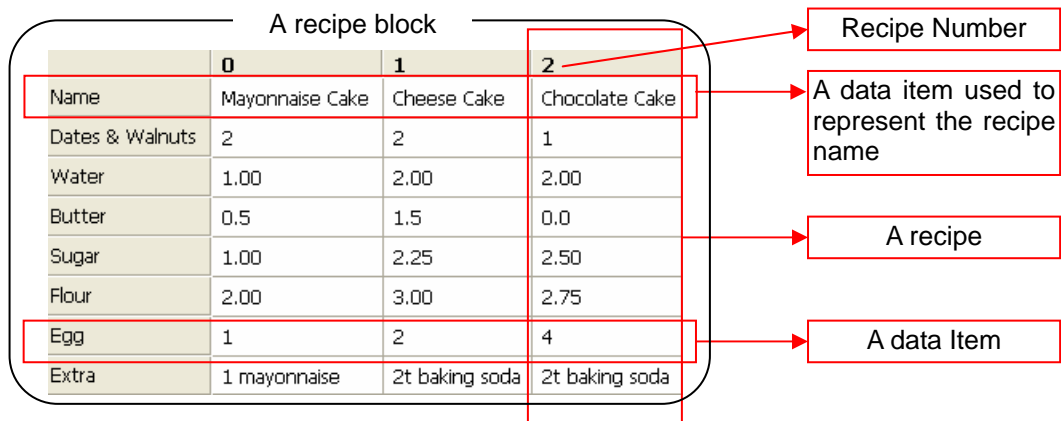 A recipe block
0 1 2
Name Mayonnaise Cake Cheese Cake Chocolate Cake
Dates & Walnuts 2 2 1
Water 1.00 2.00 2.00
Butter 0.5 1.5 0.0
Sugar 1.00 2.25 2.50
Flour 2.00 3.00 2.75
Egg 1 2 4
Extra 1 mayonnaise 2t baking soda 2t baking soda
Recipe Number
A data item used to
represent the recipe
name
A recipe
A data Item